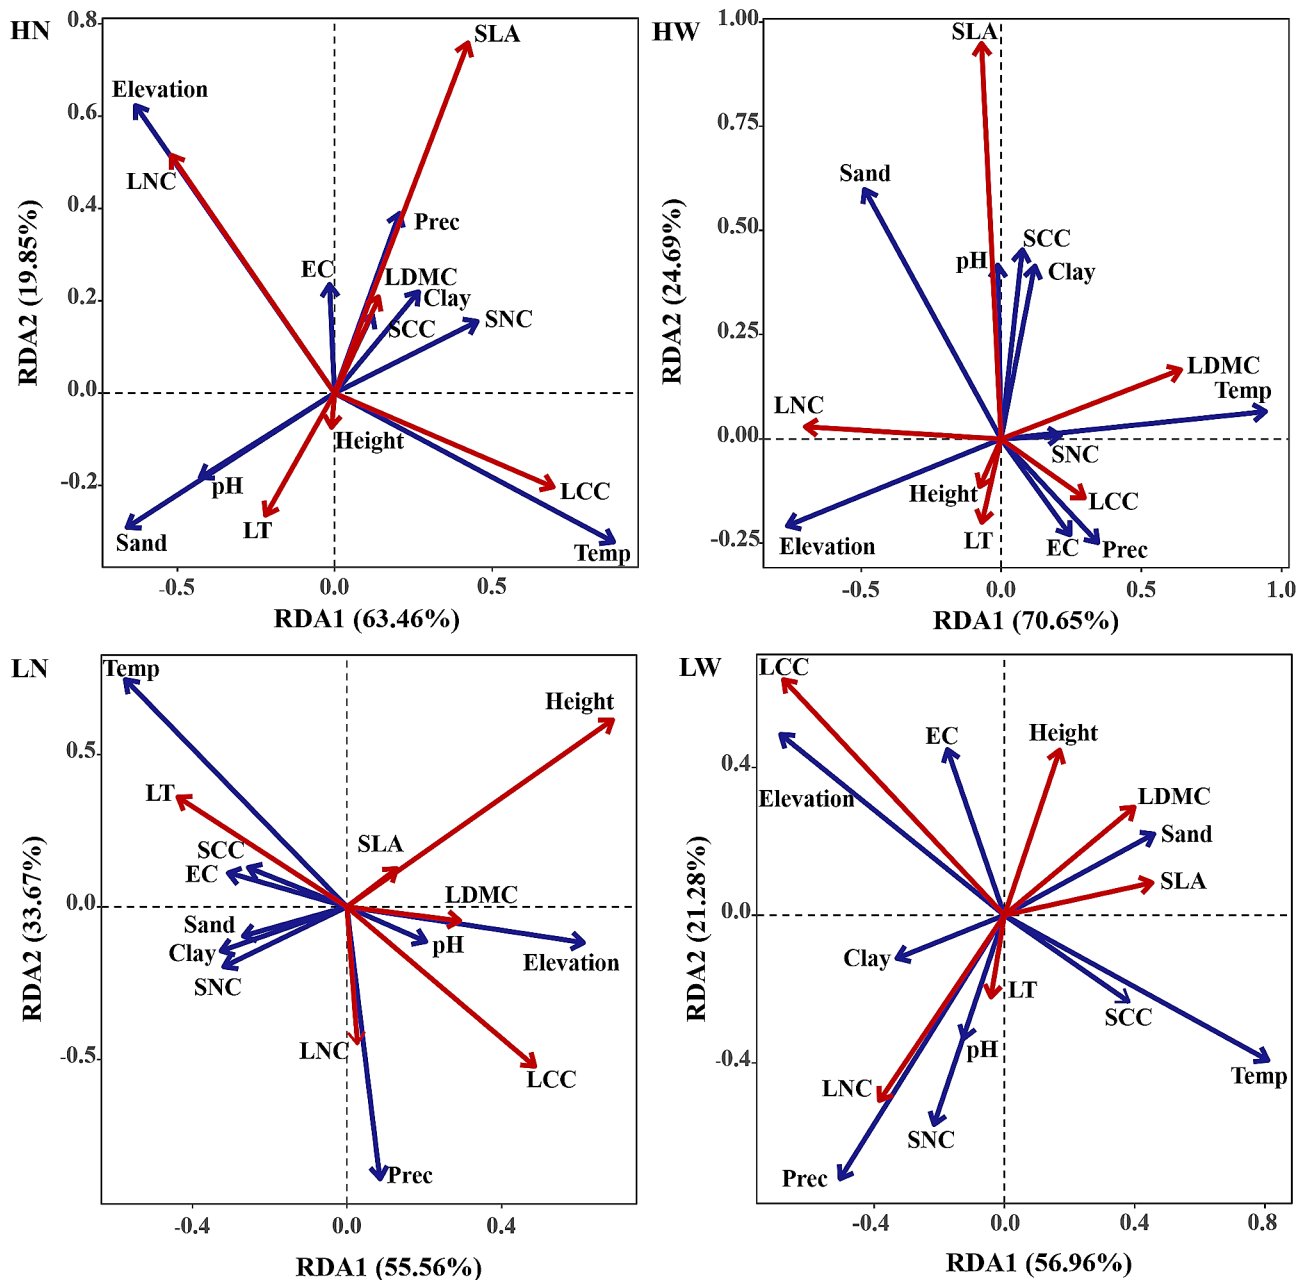 HN
SLA
Elevation
LNC
Prec
EC
LDMC
Clay
SCC
SNC
Height
pH
LT
LCC
Sand
Temp
0.8
0.6
0.4
0.2
0.0
-0.2
-0.5
0.0
0.5
RDA2 (19.85%)
RDA1 (63.46%)
HW
SLA
Sand
SCC
pH
Clay
LDMC
Temp
LNC
SNC
Height
LCC
Elevation
LT
EC
Prec
1.00
0.75
0.50
0.25
0.00
-0.25
-0.5
0.0
0.5
1.0
RDA2 (24.69%)
RDA1 (70.65%)
LN
Temp
Height
LT
SLA
SCC
EC
LDMC
Sand
pH
Clay
Elevation
SNC
LNC
LCC
Prec
0.5
0.0
-0.5
-0.4
0.0
0.4
RDA2 (33.67%)
RDA1 (55.56%)
LW
LCC
EC
Height
Elevation
LDMC
Sand
SLA
Clay
LT
SCC
pH
Temp
LNC
SNC
Prec
0.4
0.0
-0.4
-0.4
0.0
0.4
0.8
RDA2 (21.28%)
RDA1 (56.96%)